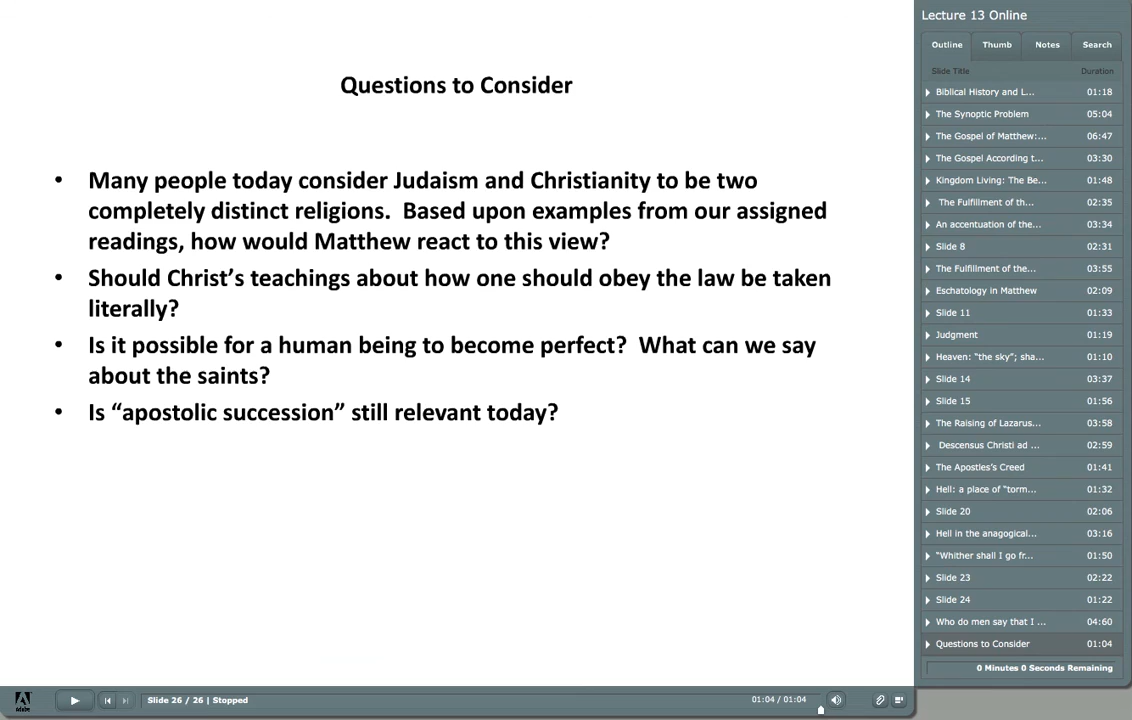 Questions to Consider
• Many people today consider Judaism and Christianity to be two
completely distinct religions.  Based upon examples from our assigned
readings, how would Matthew react to this view?
• Should Christ’s teachings about how one should obey the law be taken
literally?
• Is it possible for a human being to become perfect?  What can we say
about the saints?
• Is “apostolic succession” still relevant today?
Lecture 13 Online
Outline Thumb Notes Search
Slide Title Duration
Biblical History and L... 01:18
The Synoptic Problem 05:04
The Gospel of Matthew:... 06:47
The Gospel According t... 03:30
Kingdom Living: The Be... 01:48
The Fulfillment of th... 02:35
An accentuation of the... 03:34
Slide 8 02:31
The Fulfillment of the... 03:55
Eschatology in Matthew 02:09
Slide 11 01:33
Judgment 01:19
Heaven: “the sky”; sha... 01:10
Slide 14 03:37
Slide 15 01:56
The Raising of Lazarus... 03:58
Descensus Christi ad ... 02:59
The Apostles’s Creed 01:41
Hell: a place of “torm... 01:32
Slide 20 02:06
Hell in the anagogical... 03:16
“Whither shall I go fr... 01:50
Slide 23 02:22
Slide 24 01:22
Who do men say that I ... 04:60
Questions to Consider 01:04
0 Minutes 0 Seconds Remaining
Adobe
Slide 26 / 26 | Stopped
01:04 / 01:04